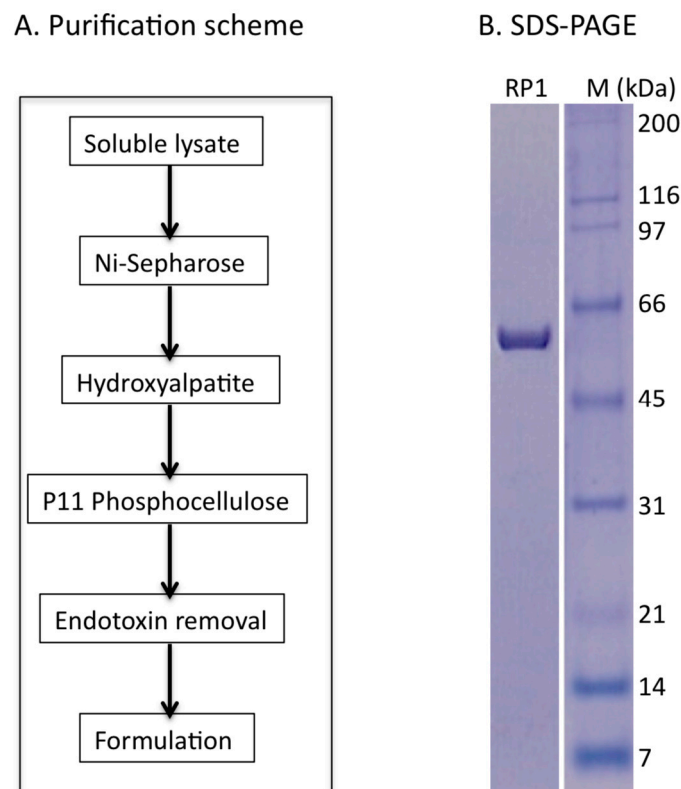 A. Purification scheme
Soluble lysate
Ni-Sepharose
Hydroxyalpatite
P11 Phosphocellulose
Endotoxin removal
Formulation
B. SDS-PAGE
RP1 M (kDa)
200
116
97
66
45
31
21
14
7